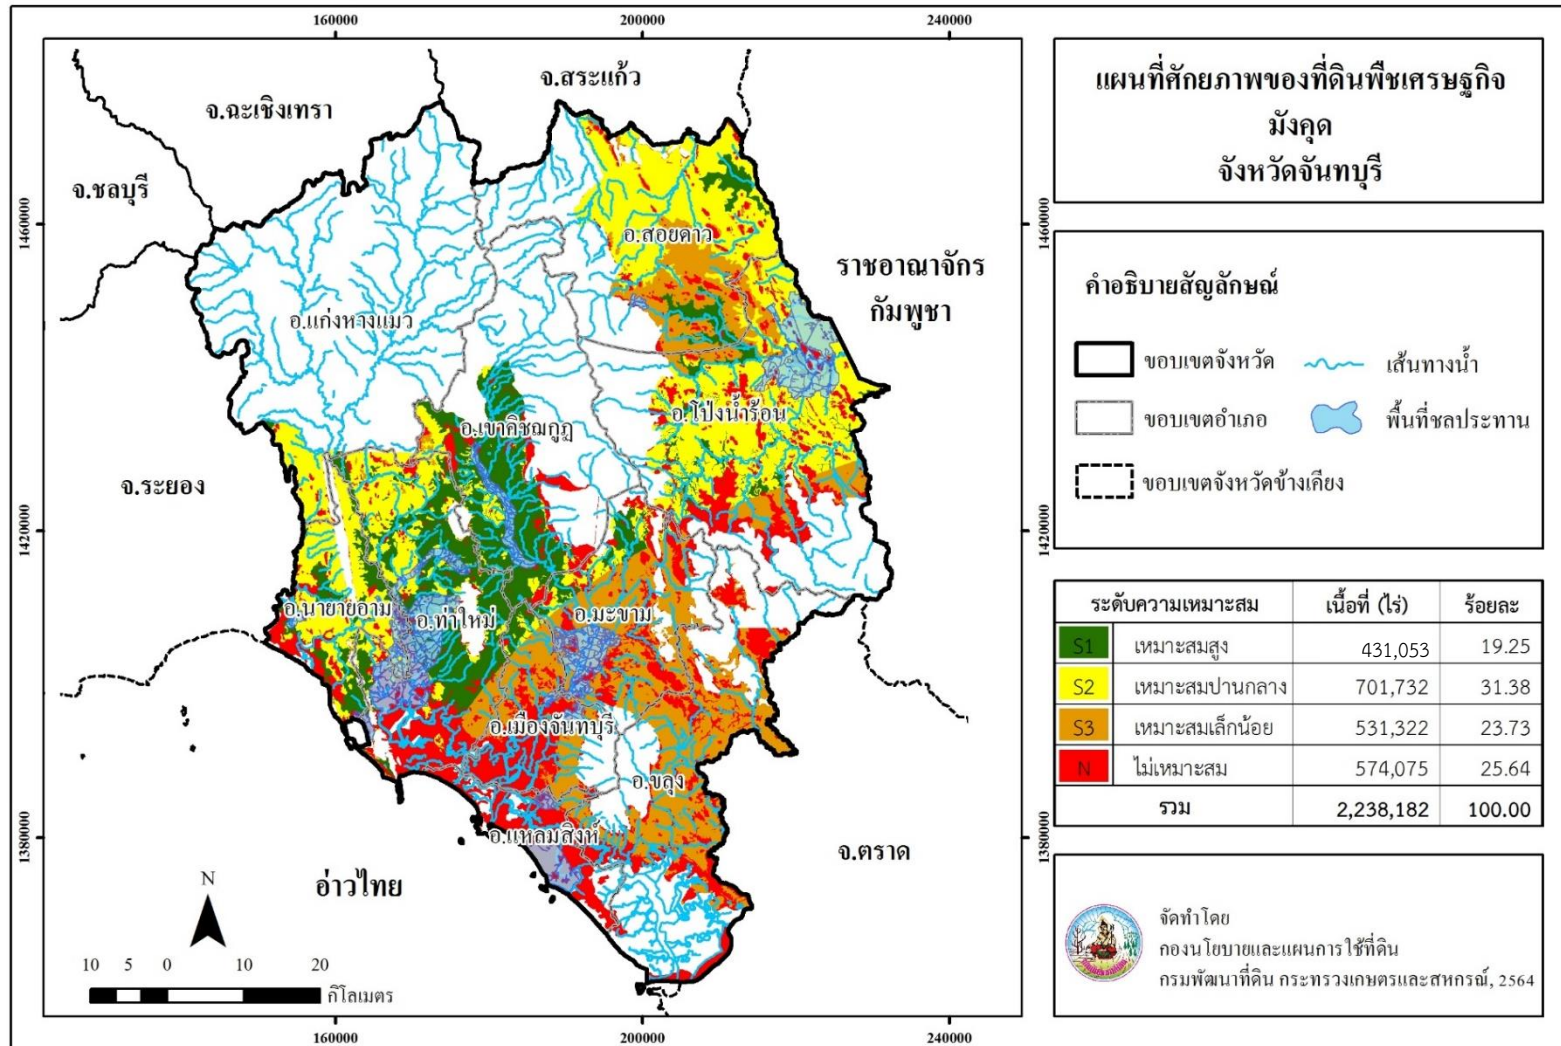 160000
200000
240000
จ.สระแก้ว
จ.ฉะเชิงเทรา
จ.ชลบุรี
1460000
1460000
อ.สอยดาว
ราชอาณาจักร
กัมพูชา
อ.แก่งหางแมว
อ.โป่งน้ำร้อน
อ.เขาคิชฌกูฏ
จ.ระยอง
1420000
1420000
อ.นายายอาม
อ.ท่าใหม่
อ.มะขาม
อ.เมืองจันทบุรี
อ.ขลุง
1380000
1380000
อ.แหลมสิงห์
จ.ตราด
อ่าวไทย
N
10 5 0 10 20
กิโลเมตร
160000
200000
240000
แผนที่ศักยภาพของที่ดินพืชเศรษฐกิจ
มังคุด
จังหวัดจันทบุรี
คำอธิบายสัญลักษณ์
ขอบเขตจังหวัด เส้นทางน้ำ
ขอบเขตอำเภอ พื้นที่ชลประทาน
ขอบเขตจังหวัดข้างเคียง
ระดับความเหมาะสม เนื้อที่ (ไร่) ร้อยละ
S1 เหมาะสมสูง 431,053 19.25
S2 เหมาะสมปานกลาง 701,732 31.38
S3 เหมาะสมเล็กน้อย 531,322 23.73
N ไม่เหมาะสม 574,075 25.64
รวม 2,238,182 100.00
จัดทำโดย
กองนโยบายและแผนการใช้ที่ดิน
กรมพัฒนาที่ดิน กระทรวงเกษตรและสหกรณ์, 2564